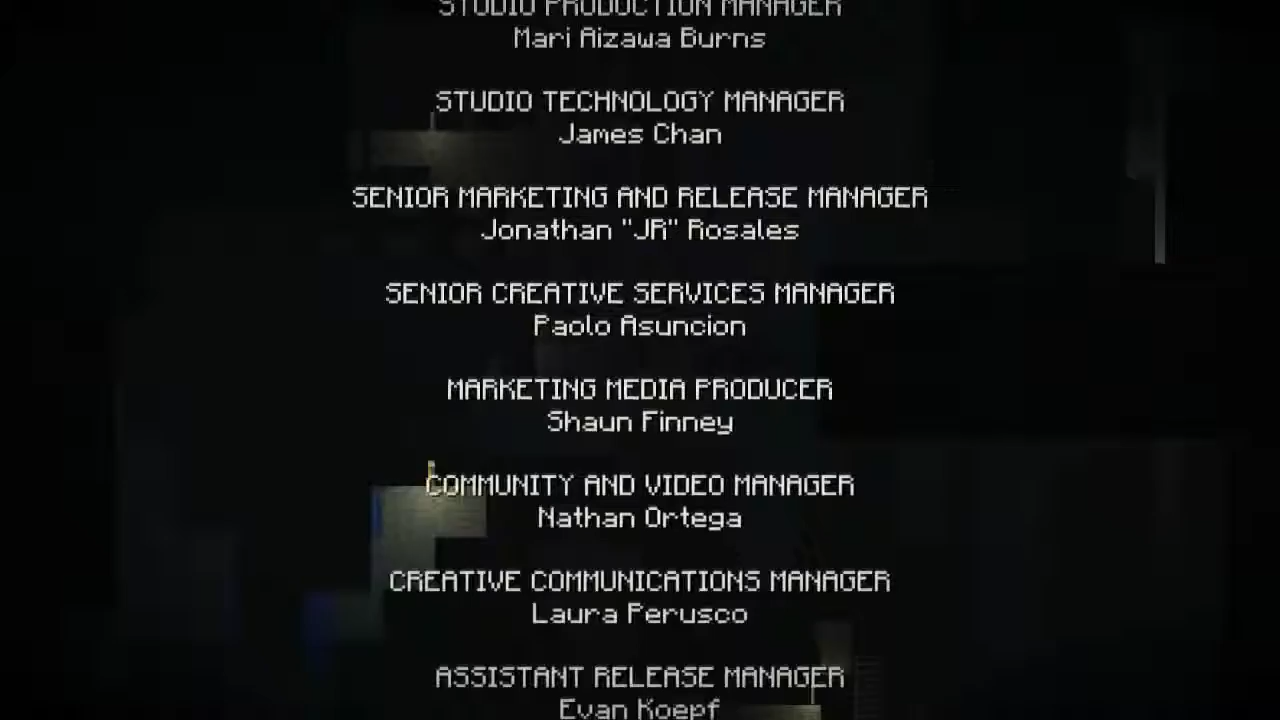 STUDIO PRODUCTION MANAGER
Mari Aizawa Burns
STUDIO TECHNOLOGY MANAGER
James Chan
SENIOR MARKETING AND RELEASE MANAGER
Jonathan "JR" Rosales
SENIOR CREATIVE SERVICES MANAGER
Paolo Asuncion
MARKETING MEDIA PRODUCER
Shaun Finney
COMMUNITY AND VIDEO MANAGER
Nathan Ortega
CREATIVE COMMUNICATIONS MANAGER
Laura Perusco
ASSISTANT RELEASE MANAGER
Evan Koepf